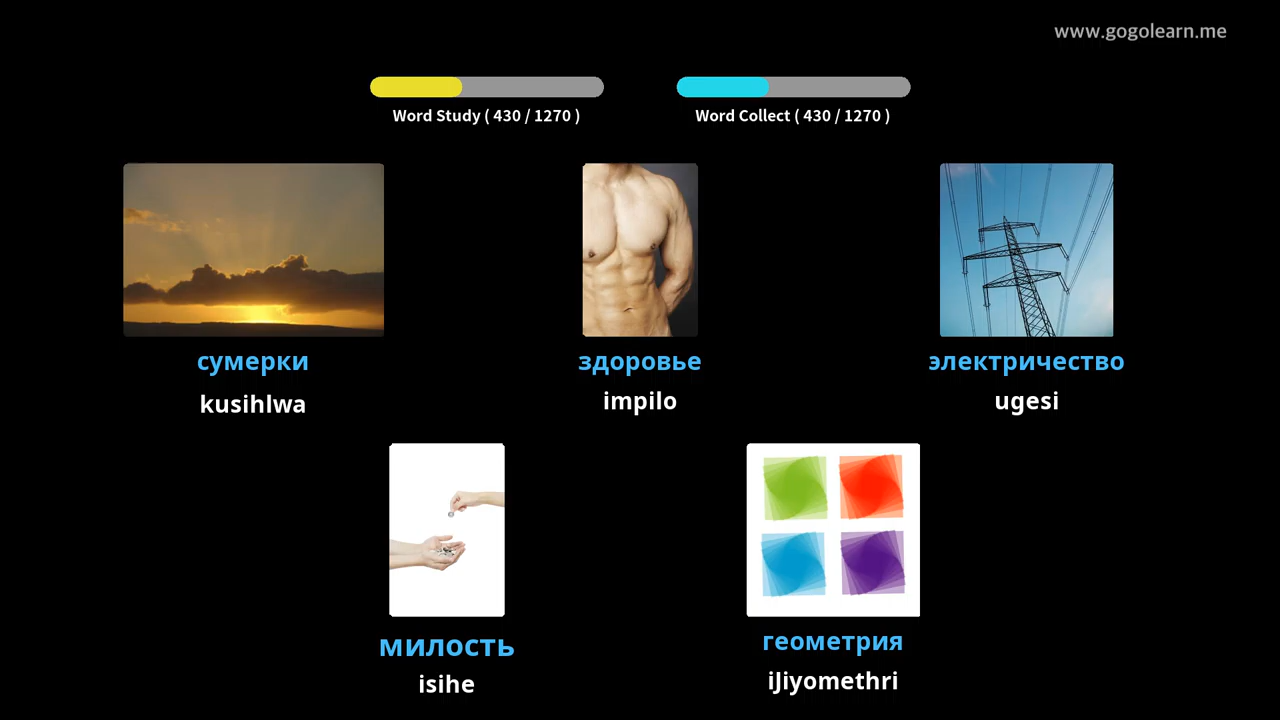 www.gogolearn.me
Word Study ( 430 / 1270 )
Word Collect ( 430 / 1270 )
сумерки
kusihlwa
здоровье
impilo
электричество
ugesi
милость
isihe
геометрия
iJiyomethri